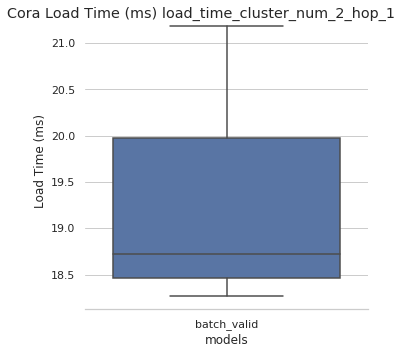 Cora Load Time (ms) load_time_cluster_num_2_hop_1
21.0
20.5
20.0
19.5
19.0
18.5
Load Time (ms)
batch_valid
models